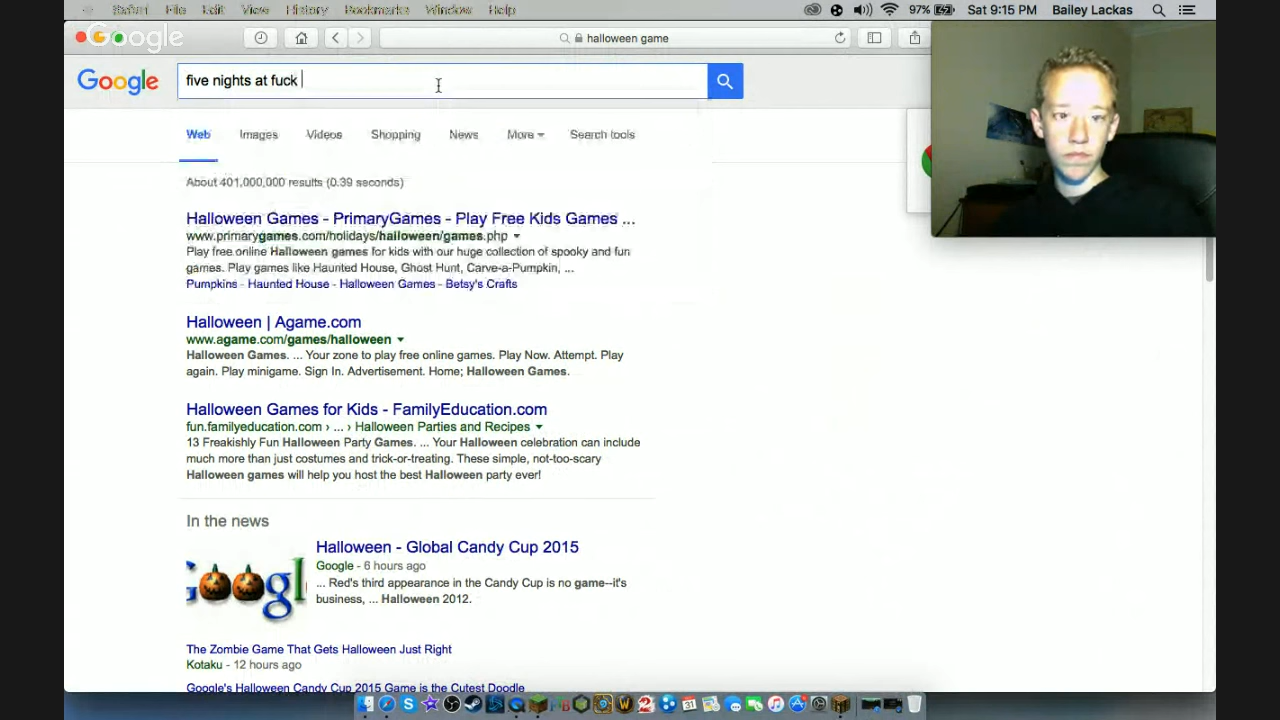 Safari File Edit View History Bookmarks Window Help 97% Sat 9:15 PM Bailey Lackas
Google
halloween game
Google
five nights at fuck
Web Images Videos Shopping News More Search tools
About 401,000,000 results (0.39 seconds)
Halloween Games - PrimaryGames - Play Free Kids Games ...
www.primarygames.com/holidays/halloween/games.php
Play free online Halloween games for kids with our huge collection of spooky and fun
games. Play games like Haunted House, Ghost Hunt, Carve-a-Pumpkin, ...
Pumpkins - Haunted House - Halloween Games - Betsy's Crafts
Halloween | Agame.com
www.agame.com/games/halloween
Halloween Games. ... Your zone to play free online games. Play Now. Attempt. Play
again. Play minigame. Sign In. Advertisement. Home; Halloween Games.
Halloween Games for Kids - FamilyEducation.com
fun.familyeducation.com › ... › Halloween Parties and Recipes
13 Freakishly Fun Halloween Party Games. ... Your Halloween celebration can include
much more than just costumes and trick-or-treating. These simple, not-too-scary
Halloween games will help you host the best Halloween party ever!
In the news
Halloween - Global Candy Cup 2015
Google - 6 hours ago
... Red's third appearance in the Candy Cup is no game--it's
business, ... Halloween 2012.
The Zombie Game That Gets Halloween Just Right
Kotaku - 12 hours ago
Google's Halloween Candy Cup 2015 Game is the Cutest Doodle